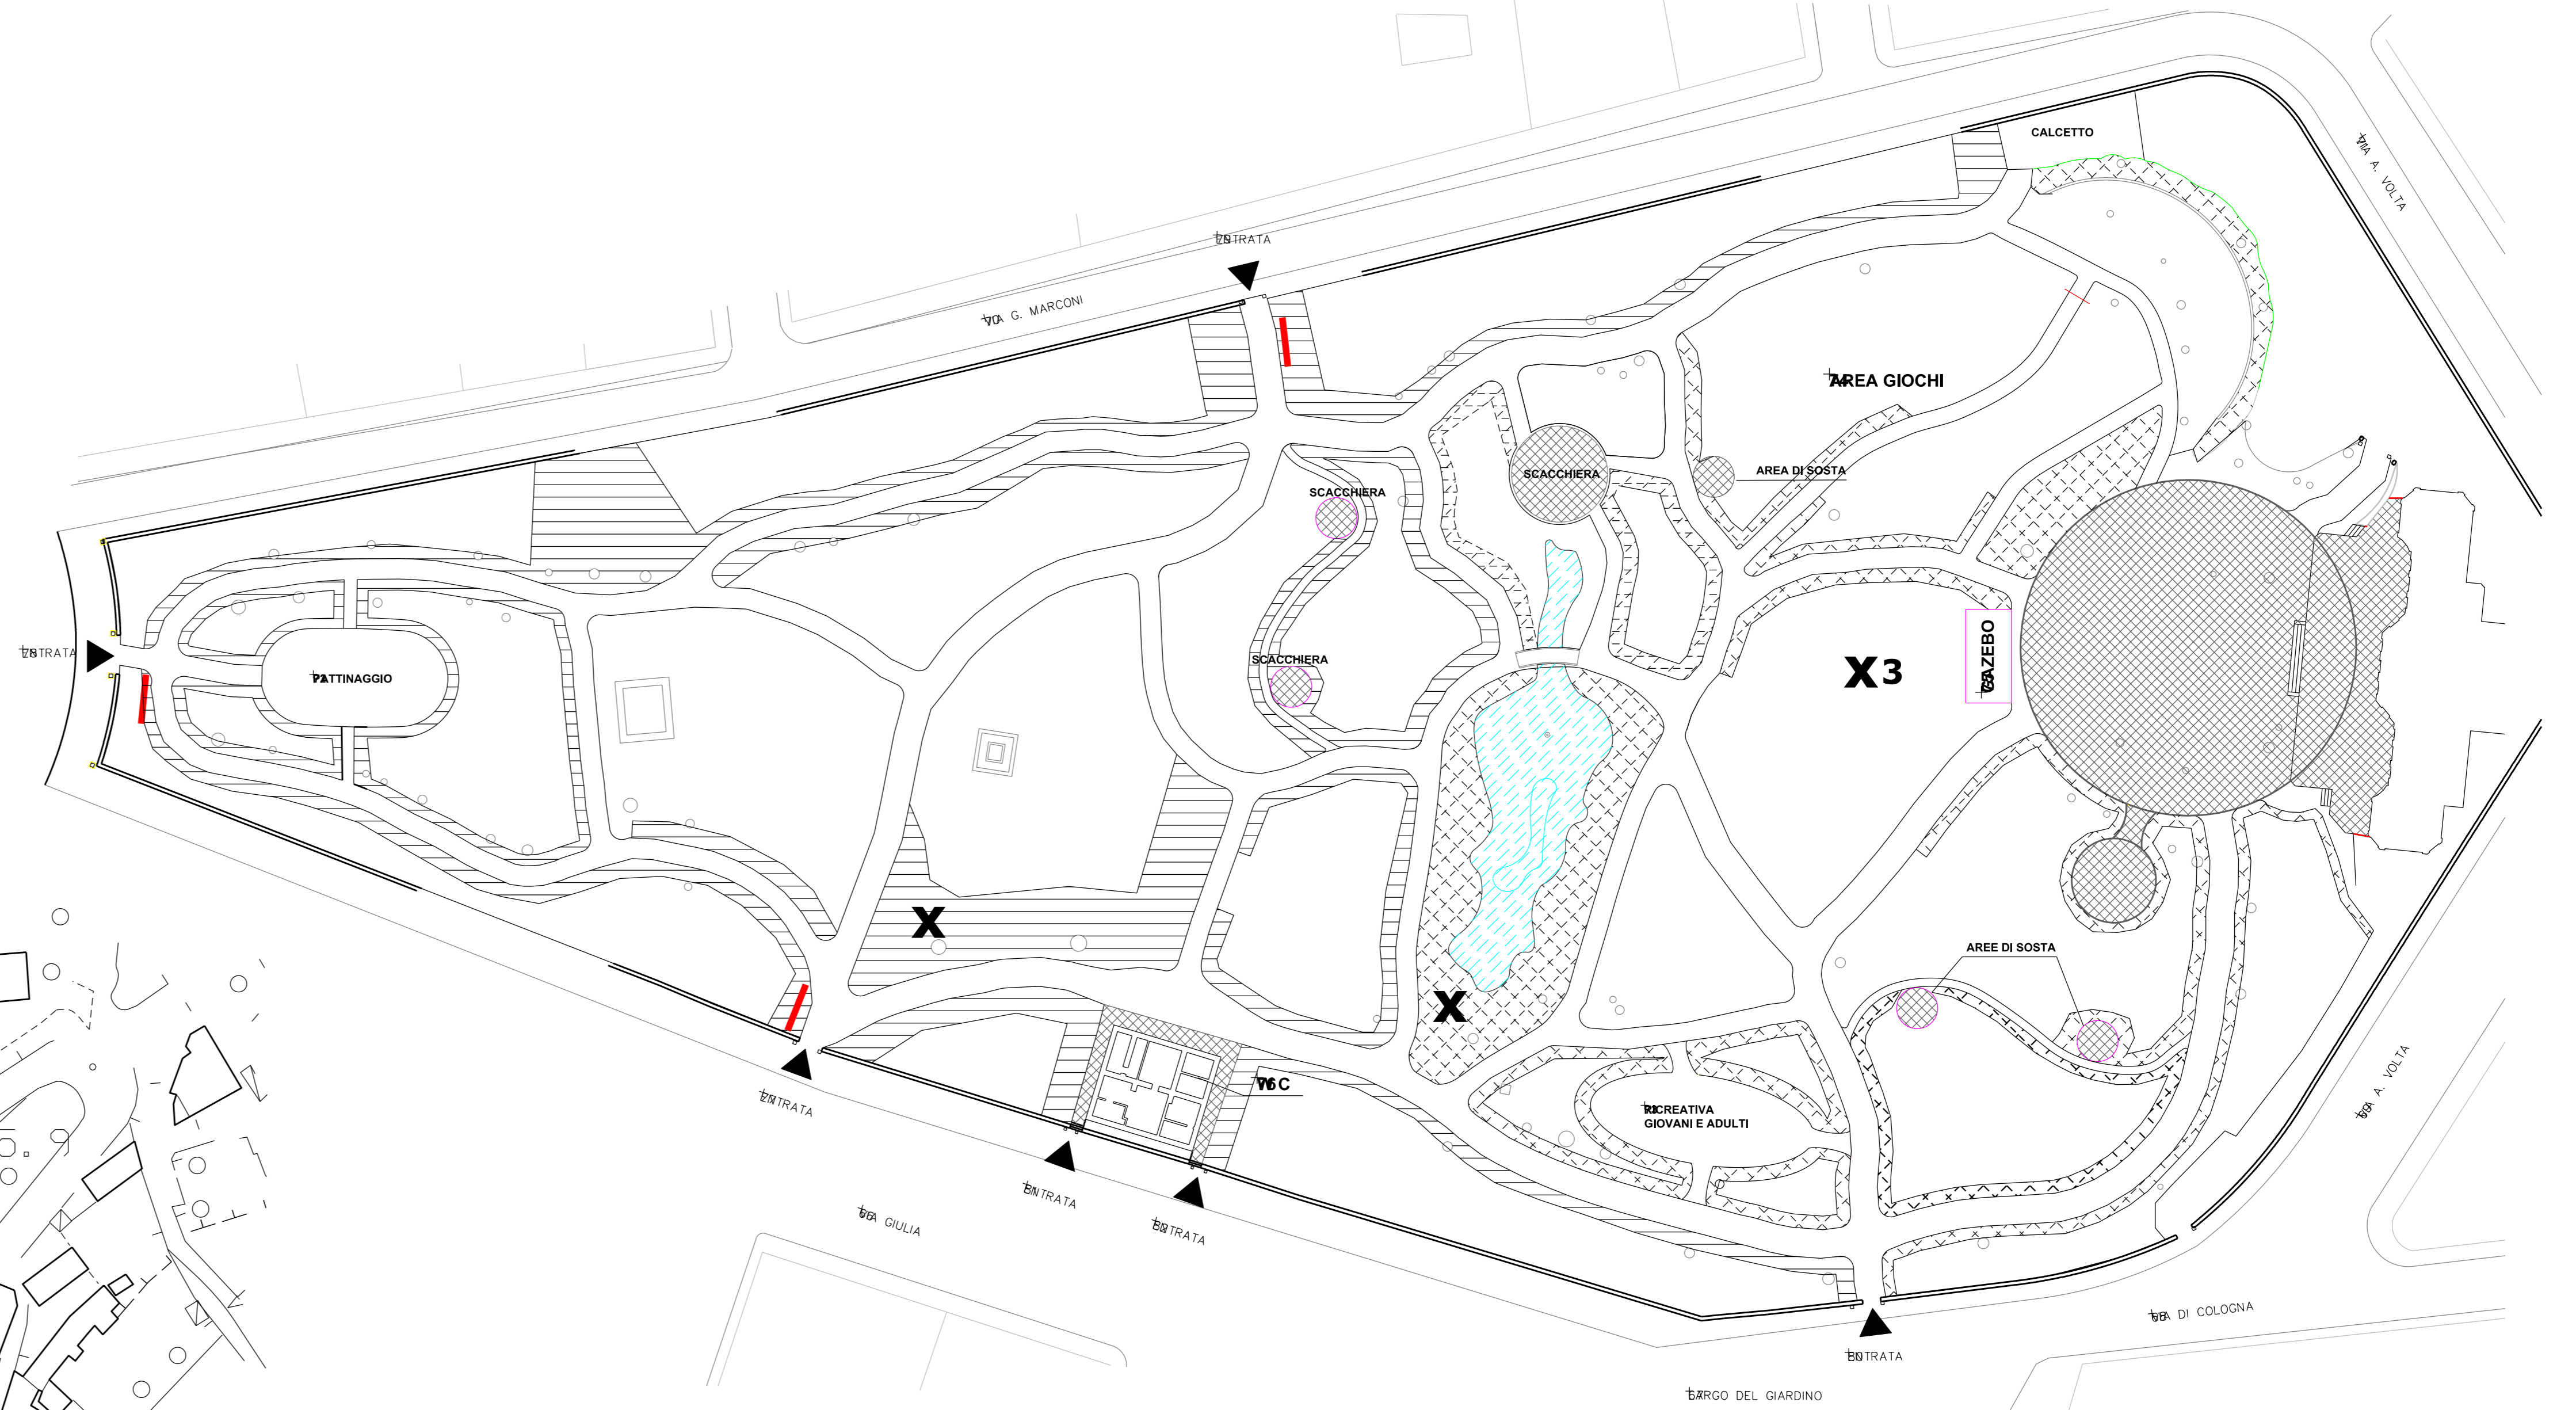 CALCETTO
VIA A. VOLTA
ENTRATA
VIA G. MARCONI
AREA GIOCHI
AREA DI SOSTA
SCACCHIERA
SCACCHIERA
ENTRATA
PATTINAGGIO
SCACCHIERA
X 3
GAZEBO
X
X
AREE DI SOSTA
WC
ENTRATA
RICREATIVA
GIOVANI E ADULTI
VIA A. VOLTA
ENTRATA
VIA GIULIA
ENTRATA
VIA DI COLOGNA
ENTRATA
LARGO DEL GIARDINO